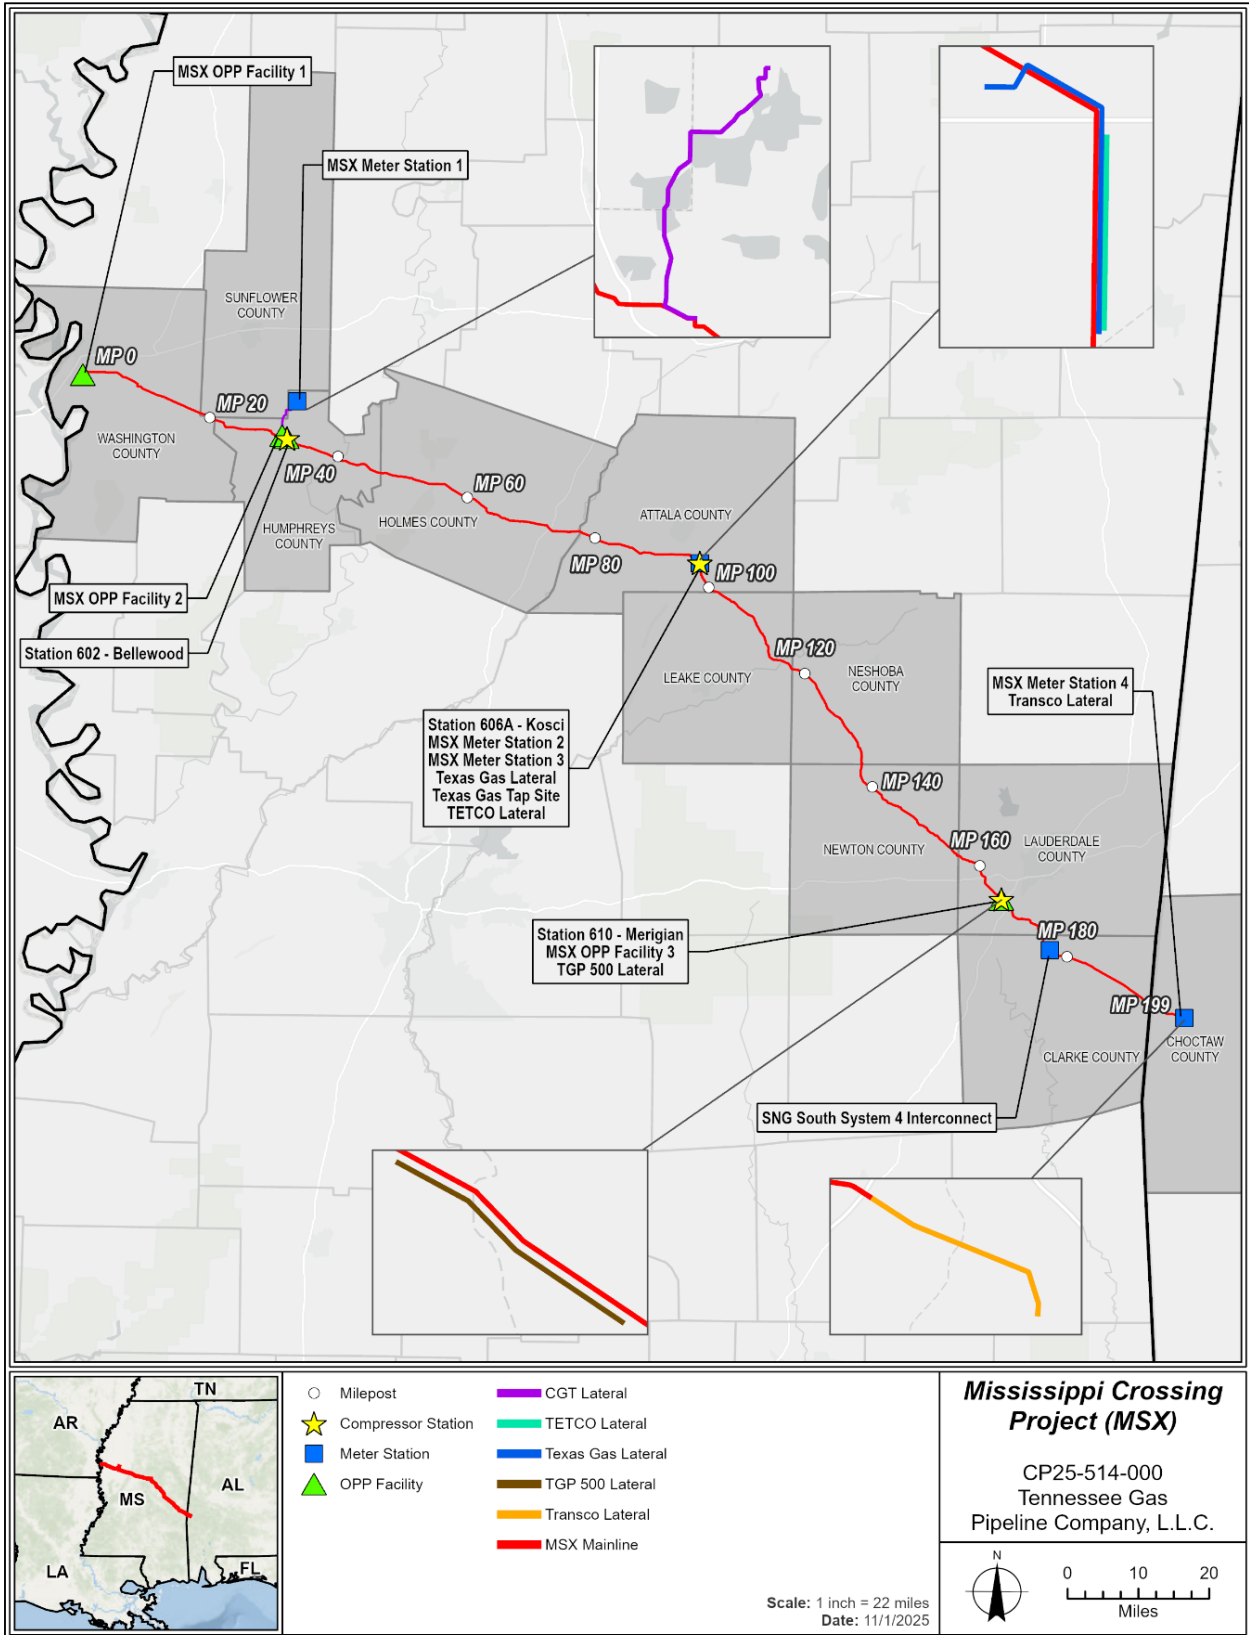 MSX OPP Facility 1
MSX Meter Station 1
SUNFLOWER
COUNTY
MP 0
MP 20
WASHINGTON
COUNTY
MP 40
MP 60
HUMPHREYS
COUNTY
HOLMES COUNTY
ATTALA COUNTY
MP 80
MP 100
MSX OPP Facility 2
Station 602 - Bellewood
MP 120
LEAKE COUNTY
NESHOBA
COUNTY
MSX Meter Station 4
Transco Lateral
Station 606A - Kosci
MSX Meter Station 2
MSX Meter Station 3
Texas Gas Lateral
Texas Gas Tap Site
TETCO Lateral
MP 140
MP 160
NEWTON COUNTY
LAUDERDALE
COUNTY
Station 610 - Merigian
MSX OPP Facility 3
TGP 500 Lateral
MP 180
MP 199
CLARKE COUNTY
CHOCTAW
COUNTY
SNG South System 4 Interconnect
TN
AR
MS
AL
LA
FL
Milepost
Compressor Station
Meter Station
OPP Facility
CGT Lateral
TETCO Lateral
Texas Gas Lateral
TGP 500 Lateral
Transco Lateral
MSX Mainline
Scale: 1 inch = 22 miles
Date: 11/1/2025
Mississippi Crossing
Project (MSX)
CP25-514-000
Tennessee Gas
Pipeline Company, L.L.C.
N
0 10 20
Miles